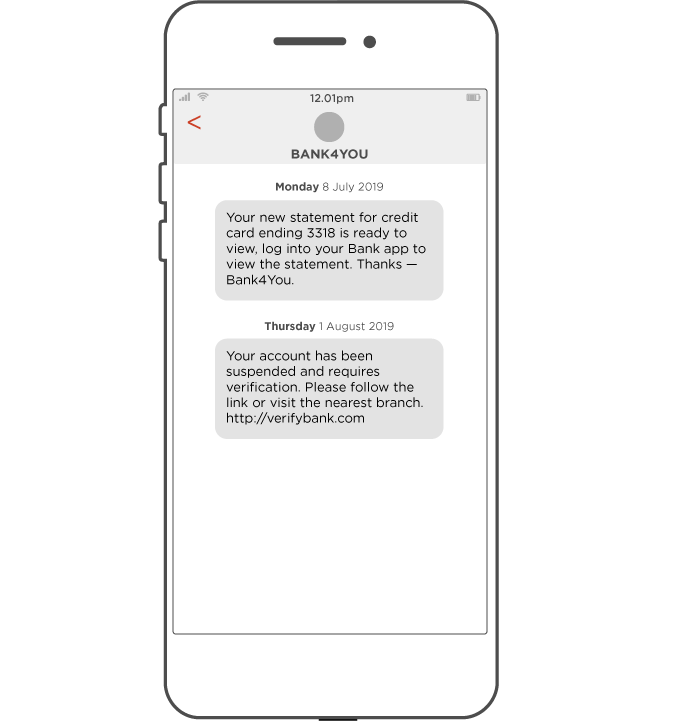 12.01pm
<
BANK4YOU
Monday 8 July 2019
Your new statement for credit
card ending 3318 is ready to
view, log into your Bank app to
view the statement. Thanks —
Bank4You.
Thursday 1 August 2019
Your account has been
suspended and requires
verification. Please follow the
link or visit the nearest branch.
http://verifybank.com